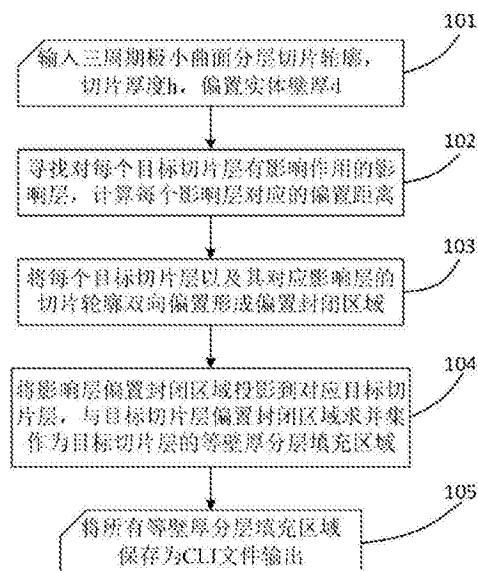 101
输入三周期极小曲面分层切片轮廓，
切片厚度h，偏置实体壁厚d
102
寻找对每个目标切片层有影响作用的影
响层，计算每个影响层对应的偏置距离
103
将每个目标切片层以及其对应影响层的
切片轮廓双向偏置形成偏置封闭区域
104
将影响层偏置封闭区域投影到对应目标切
片层，与目标切片层偏置封闭区域求并集
作为目标切片层的等壁厚分层填充区域
105
将所有等壁厚分层填充区域
保存为CLI文件输出